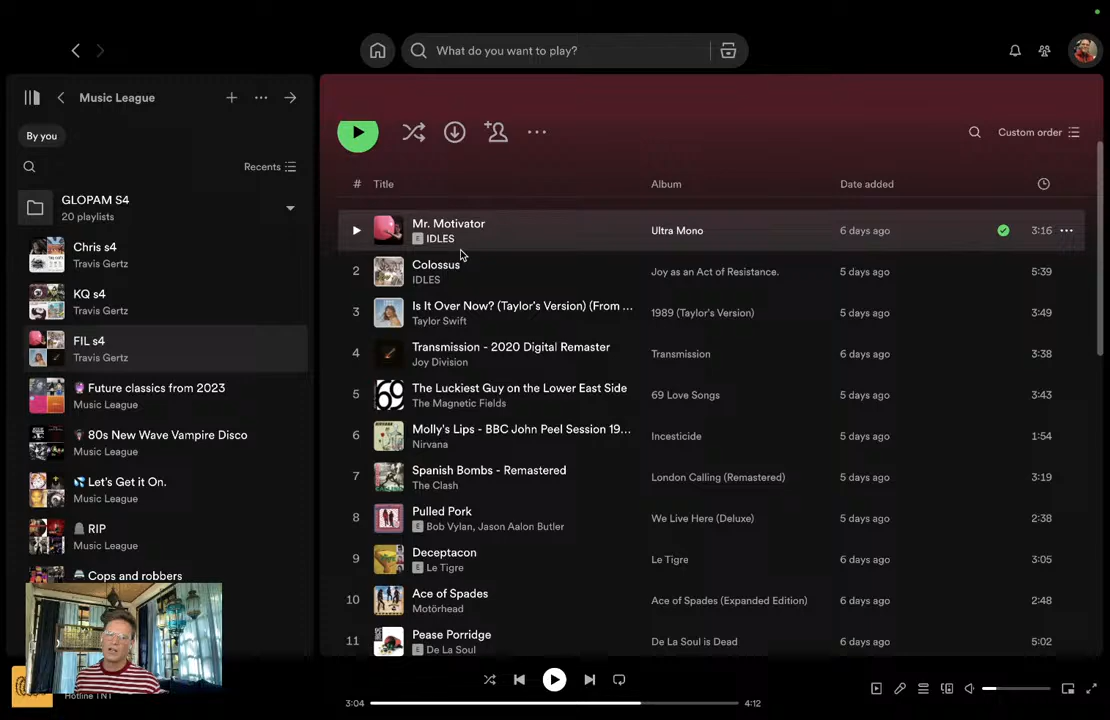 What do you want to play?
Music League
By you
Recents
GLOPAM S4
20 playlists
Chris s4
Travis Gertz
KQ s4
Travis Gertz
FIL s4
Travis Gertz
🔮 Future classics from 2023
Music League
80s New Wave Vampire Disco
Music League
💦 Let's Get it On.
Music League
🪦 RIP
Music League
🚔 Cops and robbers
Hotline TNT
Custom order
# Title Album Date added
Mr. Motivator
E IDLES
Ultra Mono
6 days ago
3:16
2
Colossus
IDLES
Joy as an Act of Resistance.
5 days ago
5:39
3
Is It Over Now? (Taylor's Version) (From ...
Taylor Swift
1989 (Taylor's Version)
5 days ago
3:49
4
Transmission - 2020 Digital Remaster
Joy Division
Transmission
6 days ago
3:38
5
The Luckiest Guy on the Lower East Side
The Magnetic Fields
69 Love Songs
5 days ago
3:43
6
Molly's Lips - BBC John Peel Session 19...
Nirvana
Incesticide
5 days ago
1:54
7
Spanish Bombs - Remastered
The Clash
London Calling (Remastered)
5 days ago
3:19
8
Pulled Pork
E Bob Vylan, Jason Aalon Butler
We Live Here (Deluxe)
5 days ago
2:38
9
Deceptacon
E Le Tigre
Le Tigre
6 days ago
3:05
10
Ace of Spades
Motörhead
Ace of Spades (Expanded Edition)
6 days ago
2:48
11
Pease Porridge
E De La Soul
De La Soul is Dead
6 days ago
5:02
3:04
4:12